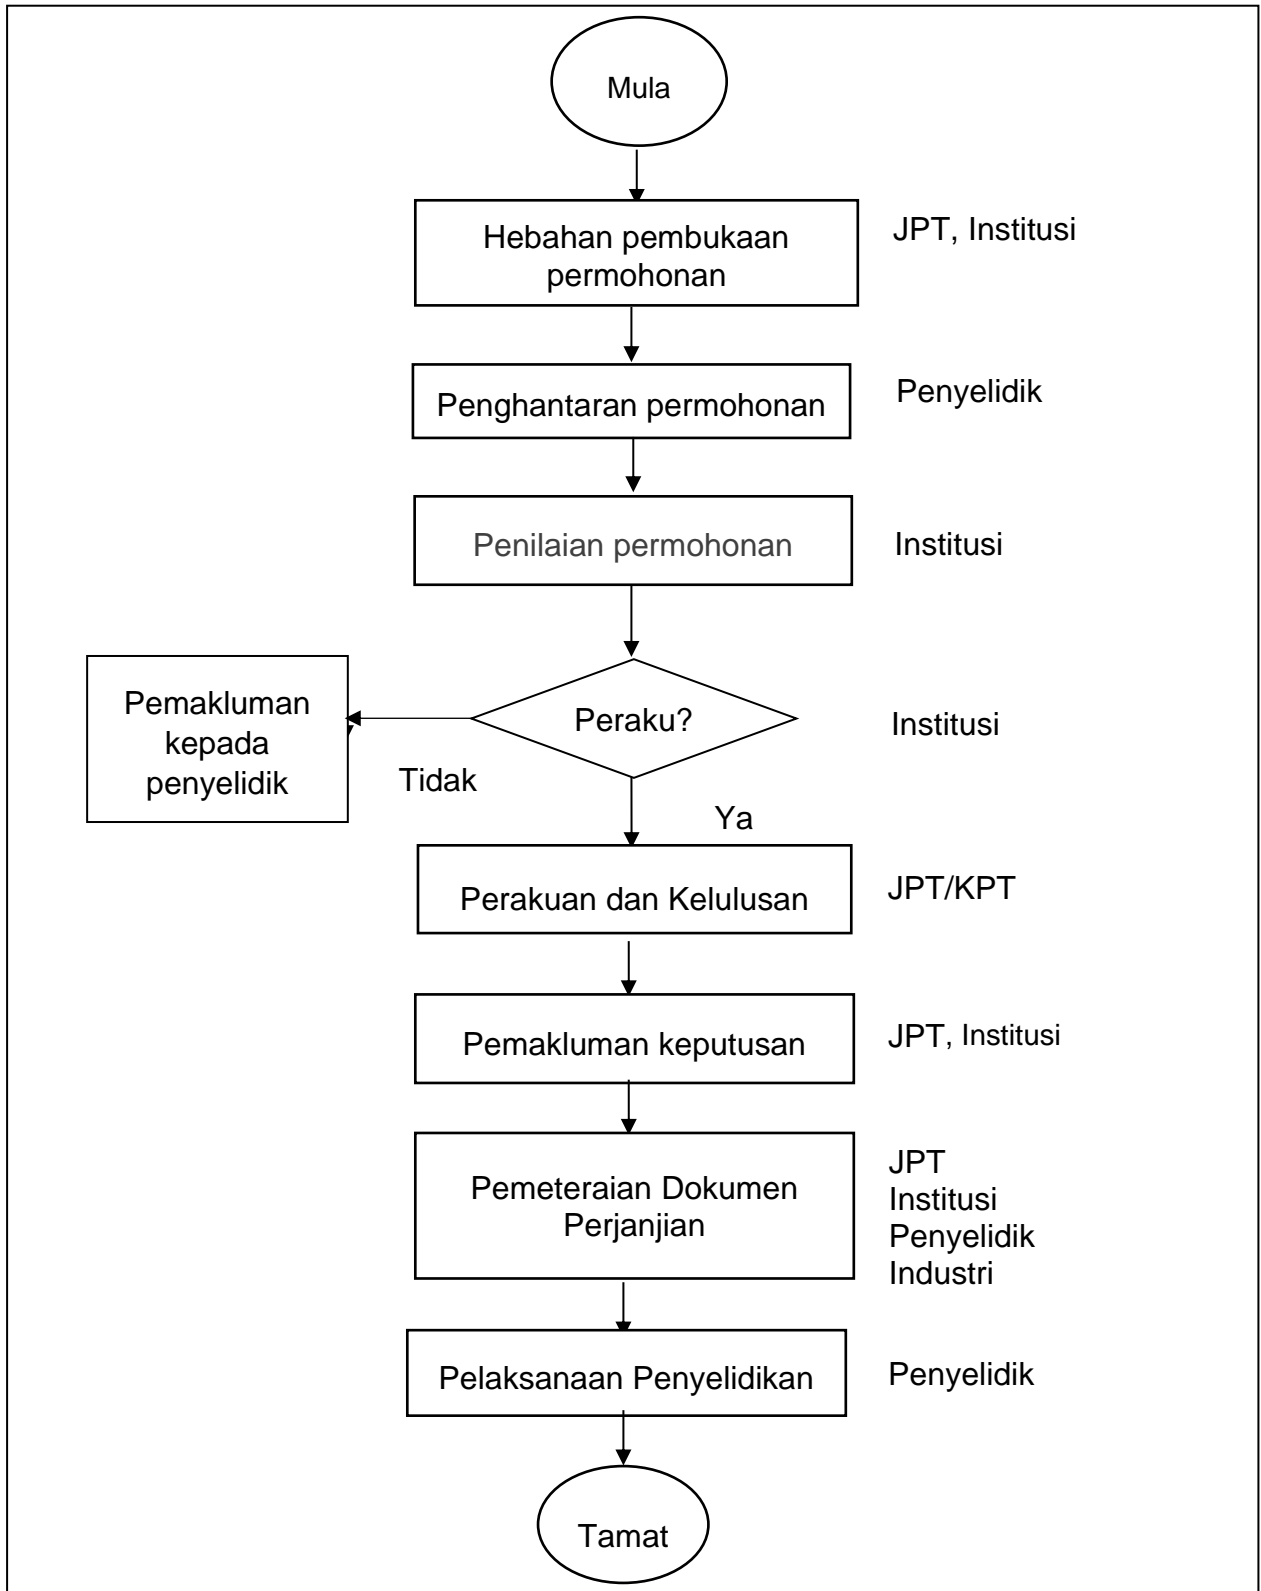 Mula
Hebahan pembukaan
permohonan
JPT, Institusi
Penghantaran permohonan
Penyelidik
Penilaian permohonan
Institusi
Pemakluman
kepada
penyelidik
Peraku?
Institusi
Tidak
Ya
Perakuan dan Kelulusan
JPT/KPT
Pemakluman keputusan
JPT, Institusi
Pemeteraian Dokumen
Perjanjian
JPT
Institusi
Penyelidik
Industri
Pelaksanaan Penyelidikan
Penyelidik
Tamat